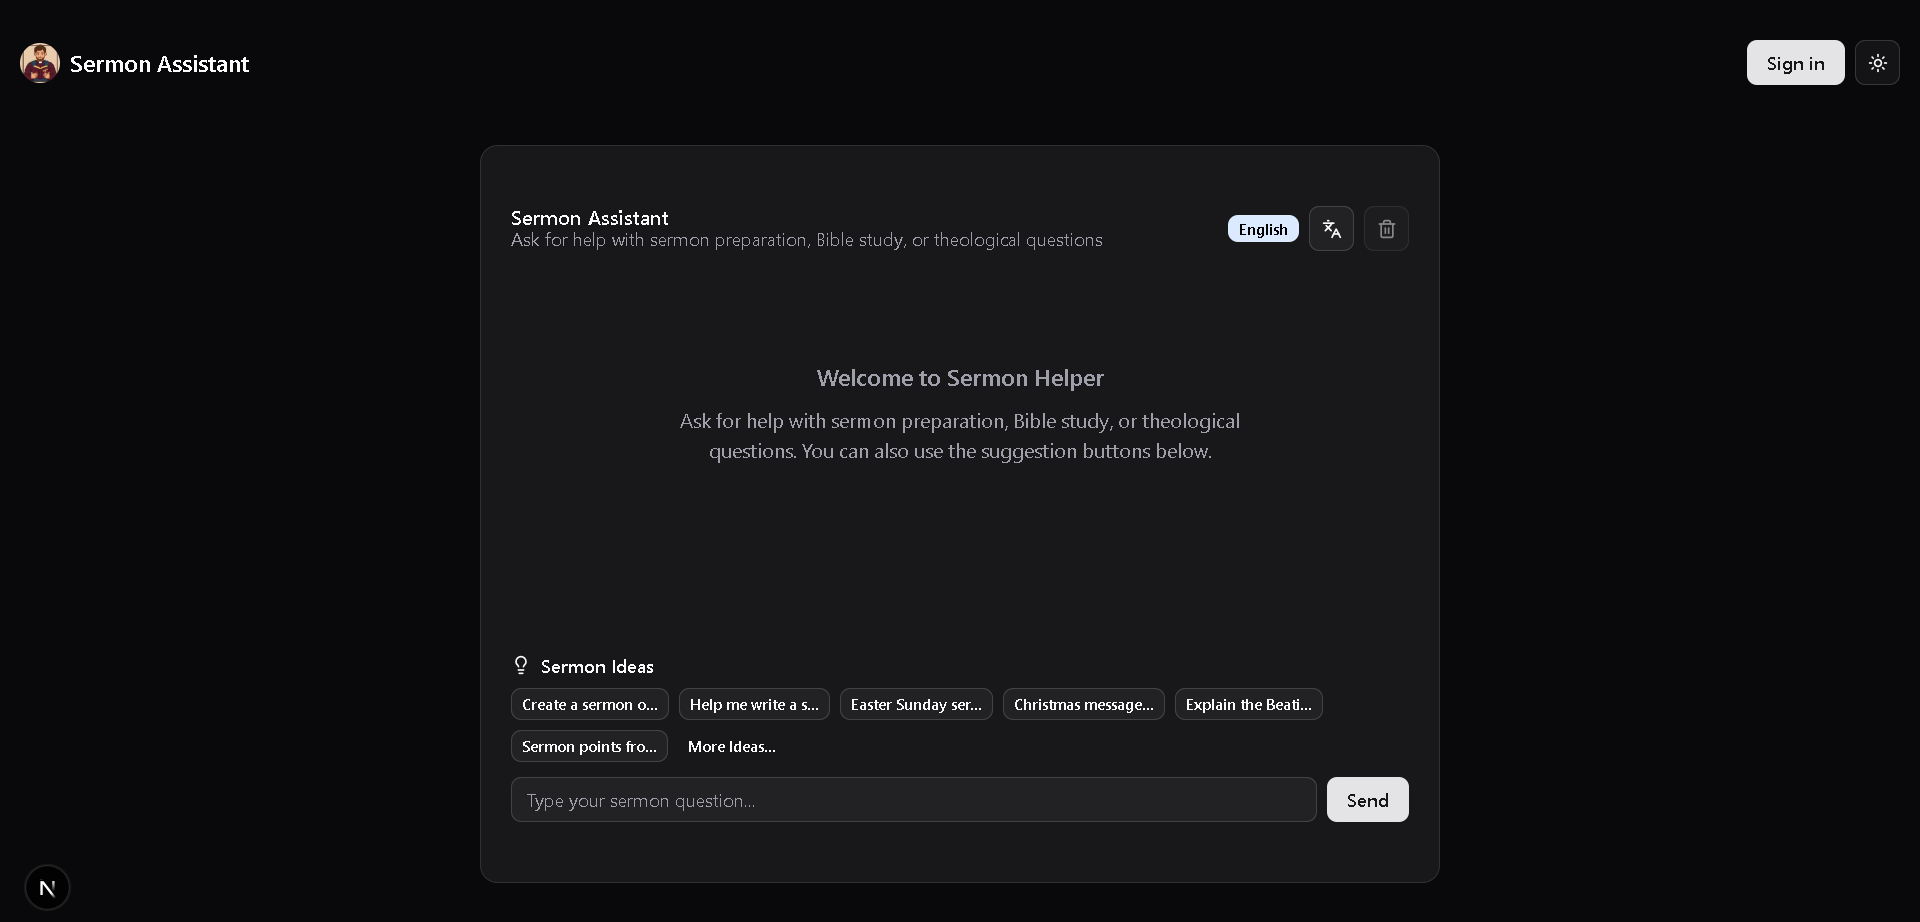 Sermon Assistant
Sign in
Sermon Assistant
Ask for help with sermon preparation, Bible study, or theological questions
English
Welcome to Sermon Helper
Ask for help with sermon preparation, Bible study, or theological
questions. You can also use the suggestion buttons below.
Sermon Ideas
Create a sermon o...
Help me write a s...
Easter Sunday ser...
Christmas message...
Explain the Beati...
Sermon points fro...
More Ideas...
Type your sermon question...
Send
N